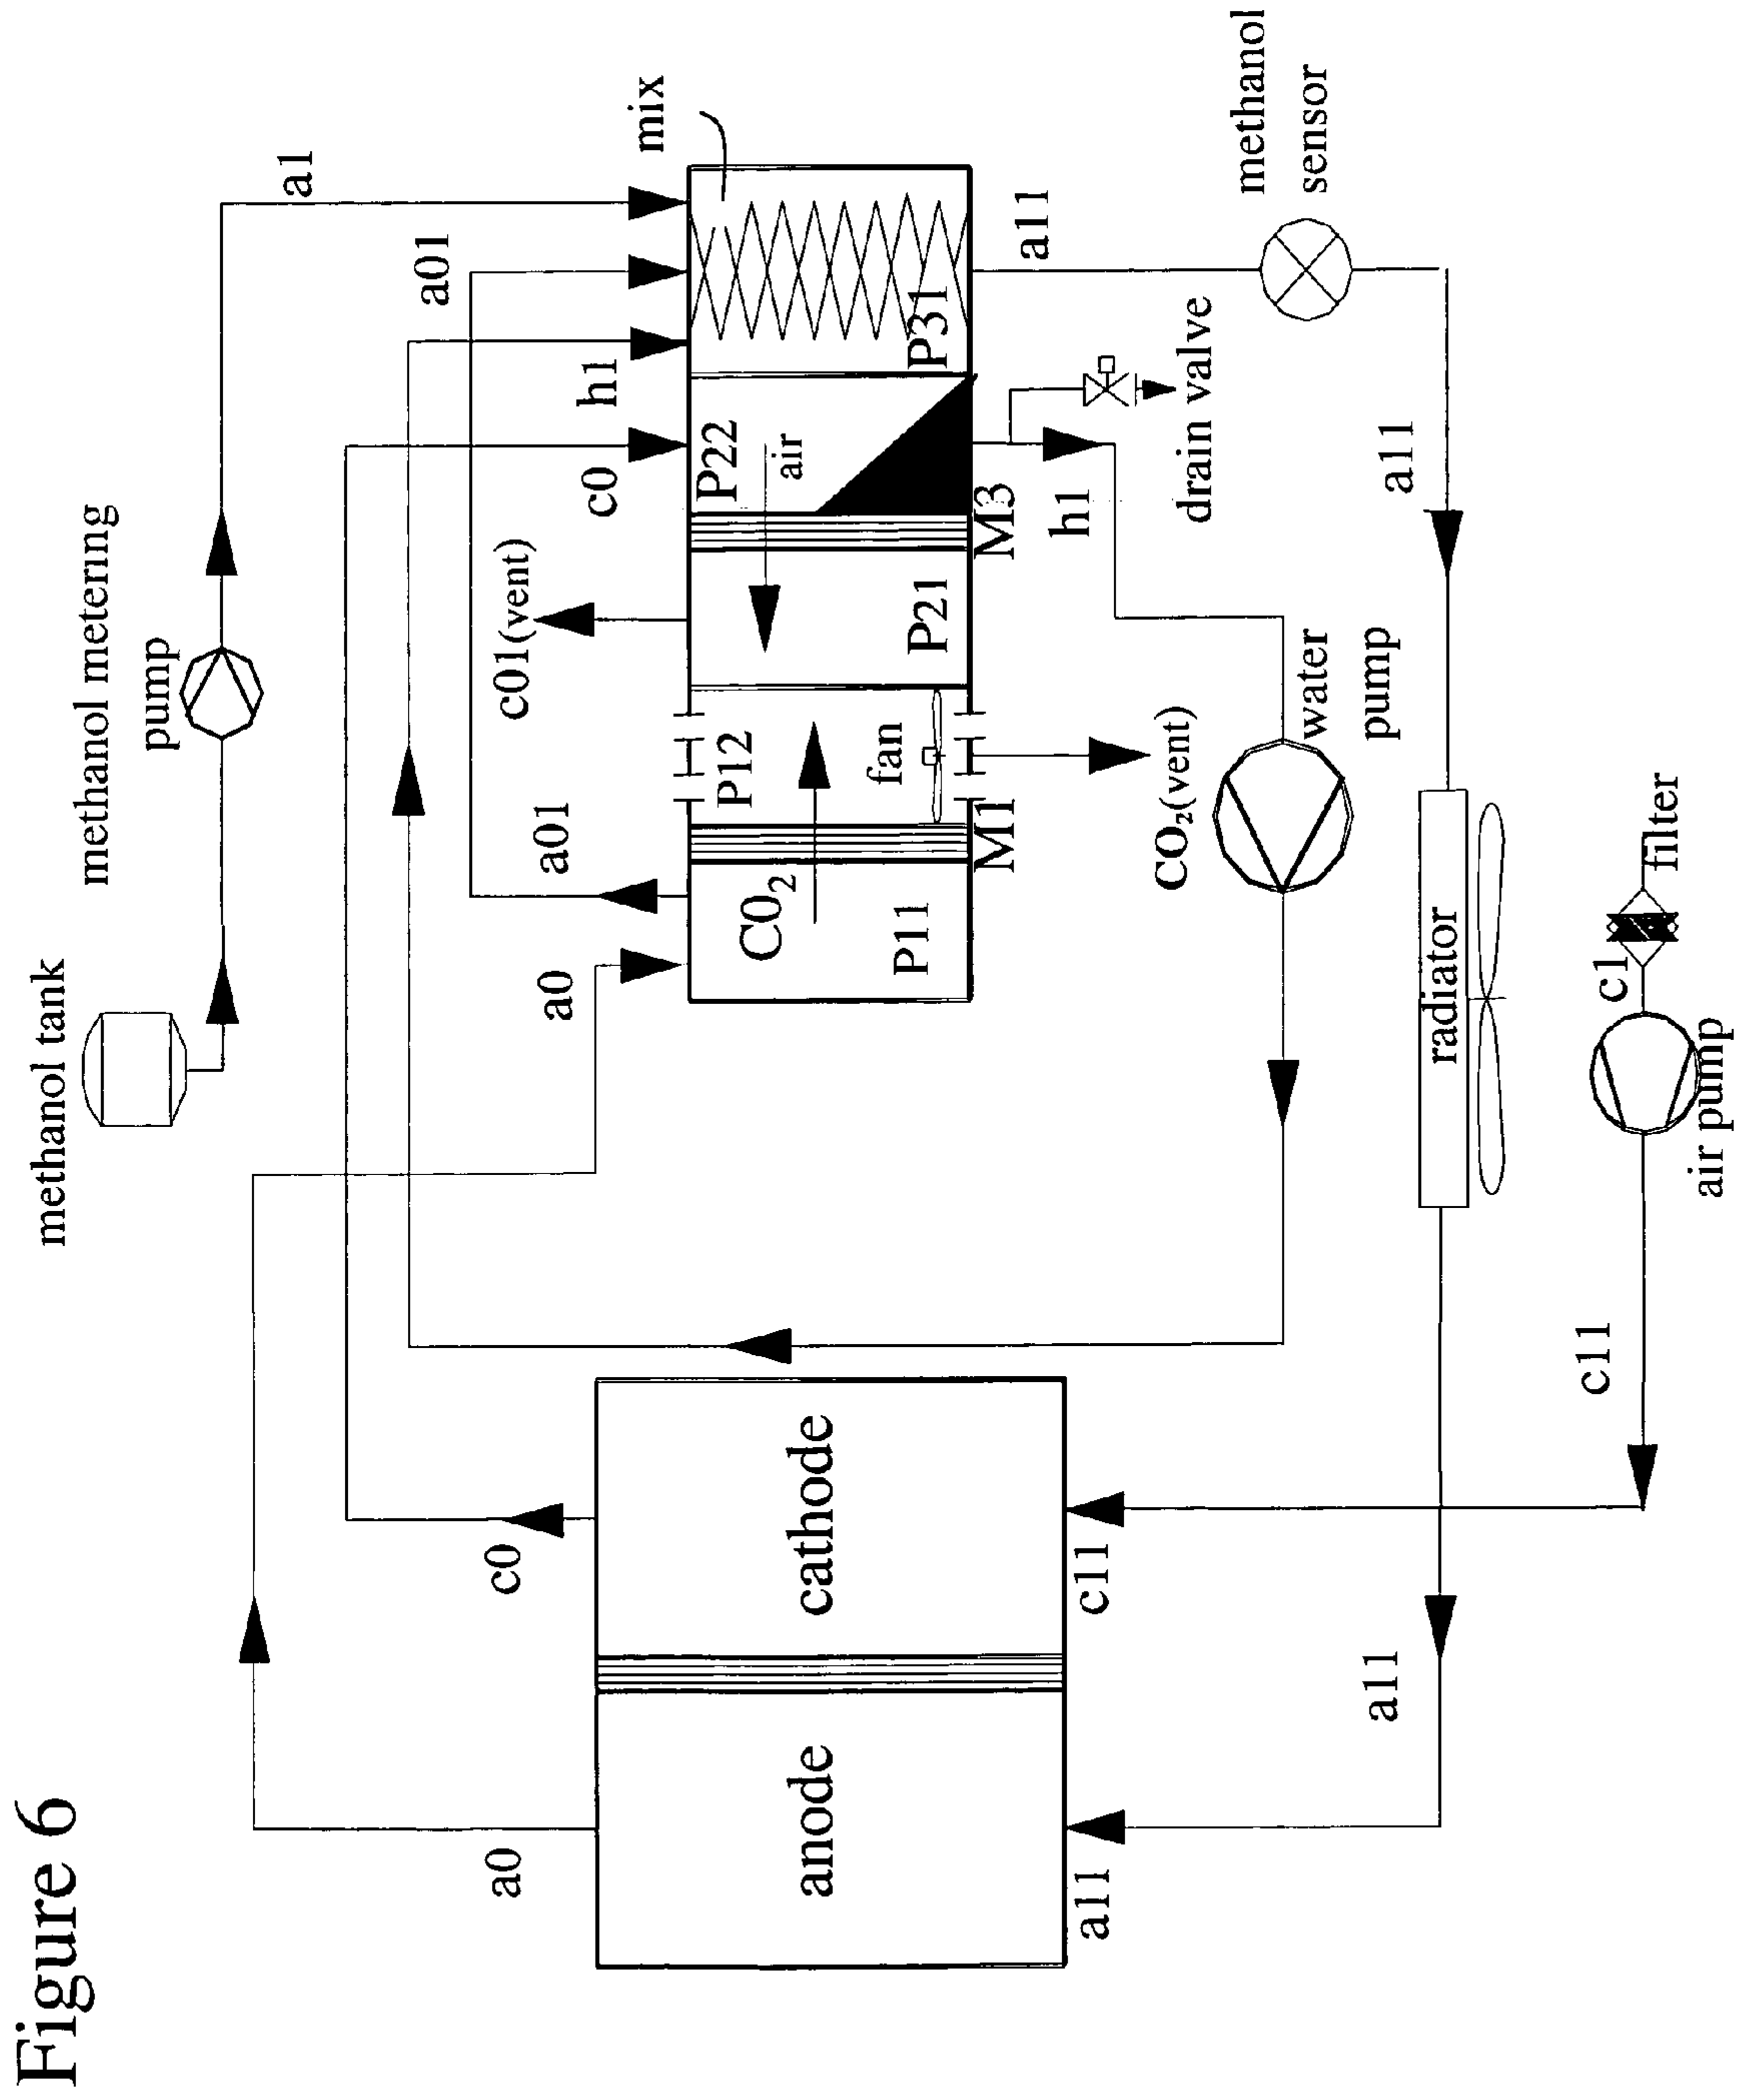 Figure 6
methanol tank
methanol metering
pump
a1
a0
c0
a01
a01
h1
c0
c01(vent)
mix
a0
CO2
P11
P12
fan
M1
P21
air
P22
M3
P31
a11
h1
drain valve
methanol
sensor
CO2(vent)
water
pump
a11
anode
cathode
a11
c11
a11
radiator
c11
c1
filter
air pump